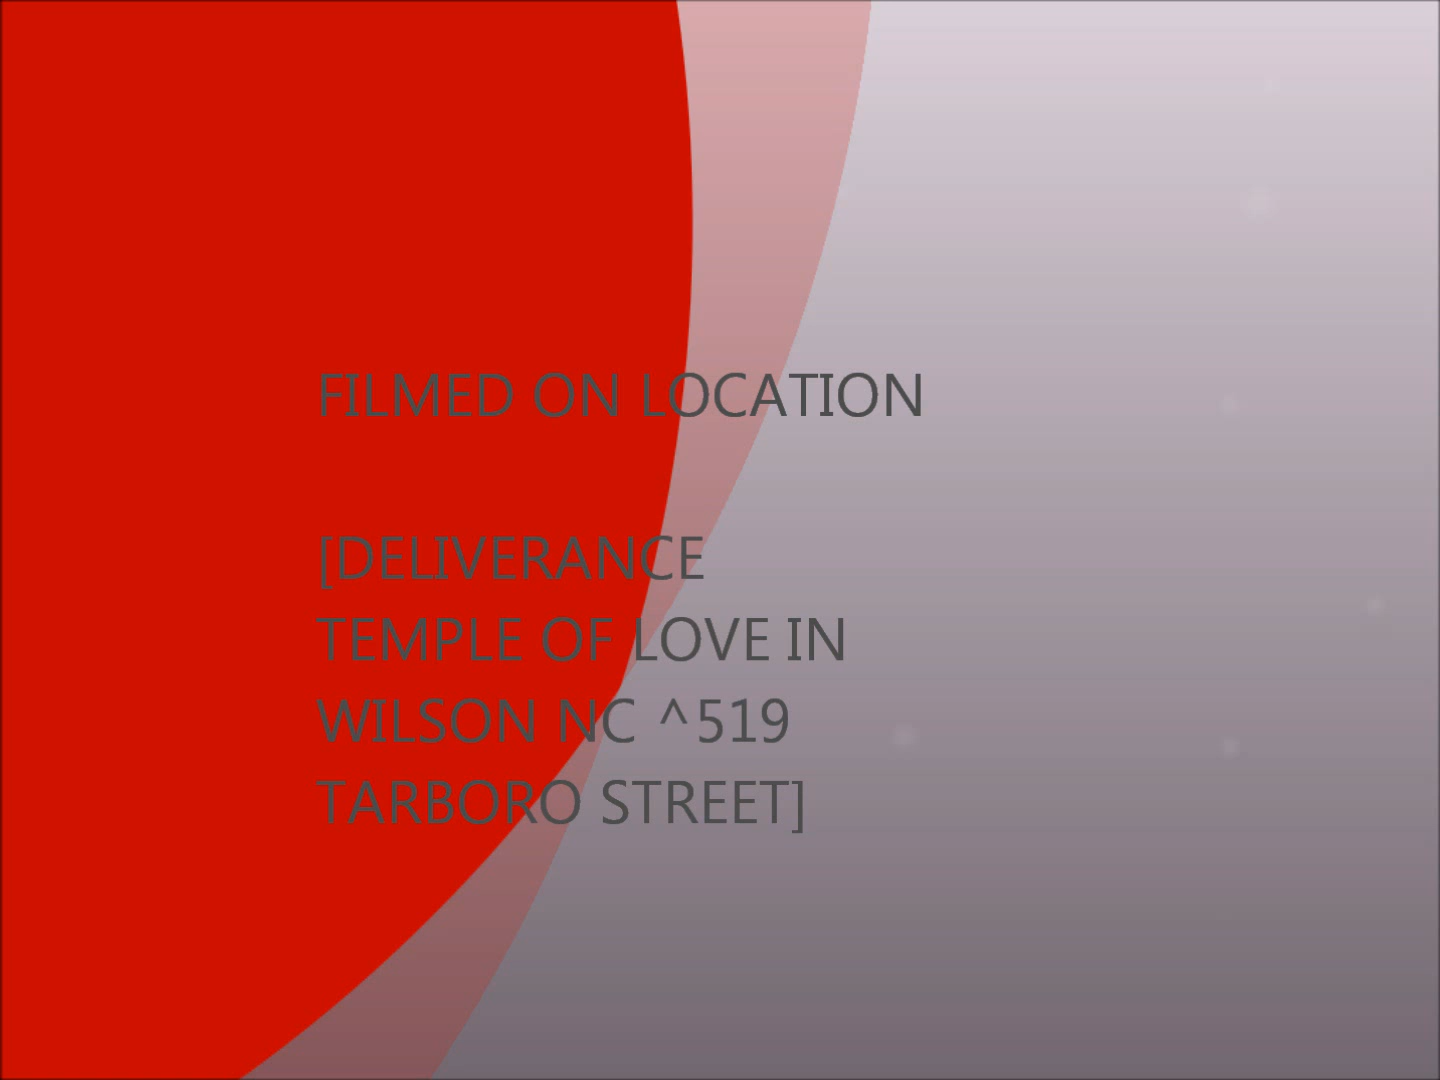 FILMED ON LOCATION
[DELIVERANCE
TEMPLE OF LOVE IN
WILSON NC ^519
TARBORO STREET]